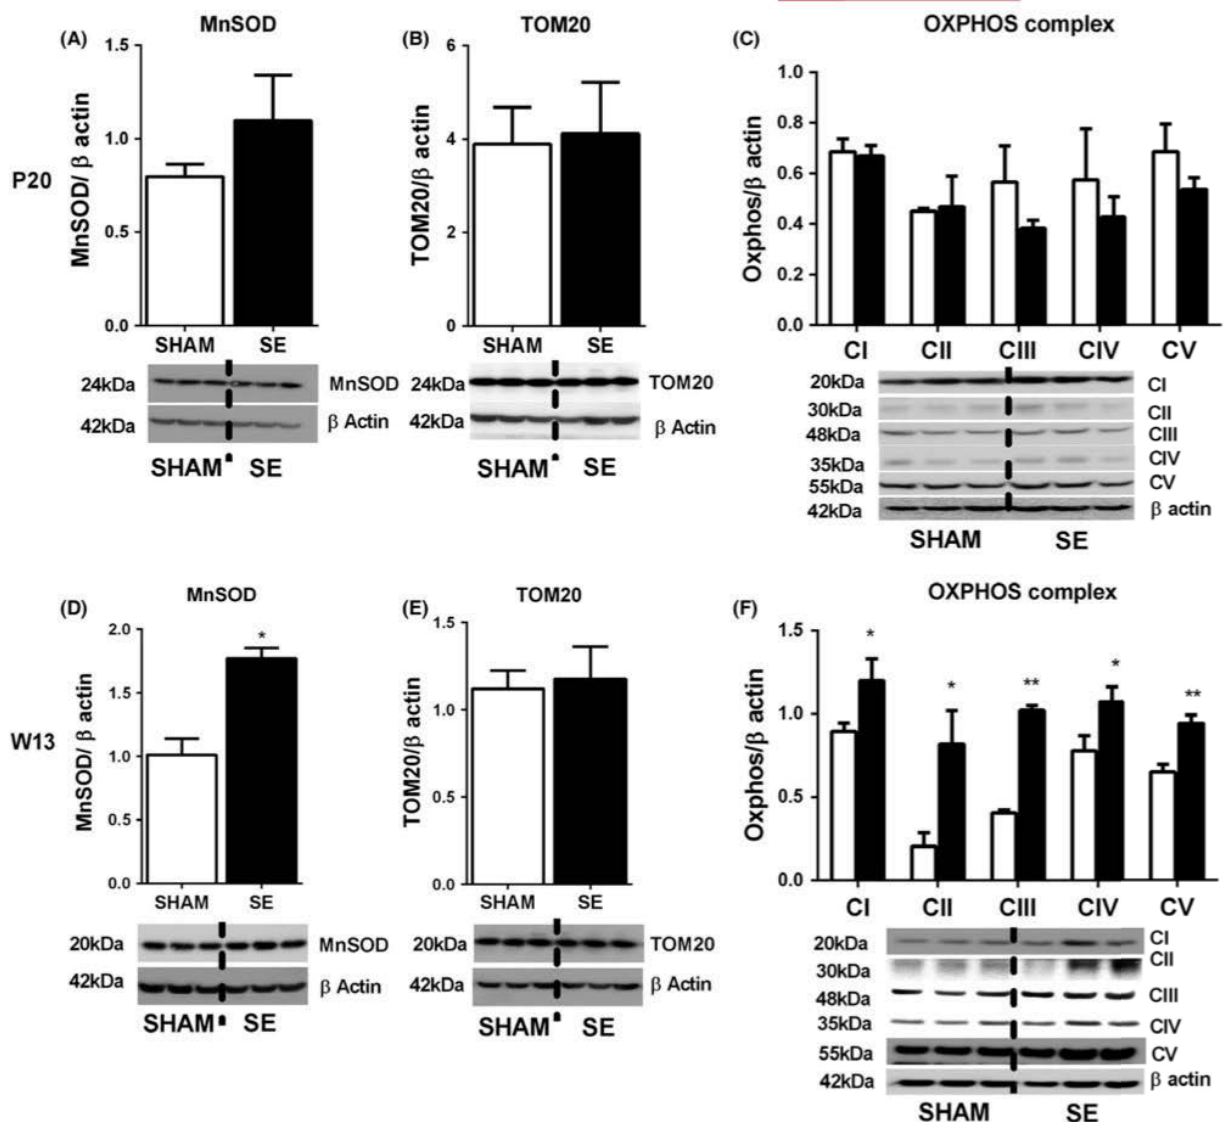 MnSOD
TOM20
OXPHOS complex
(A)
(B)
(C)
P20
MnSOD/ β actin
1.5
1.0
0.5
0.0
SHAM SE
24kDa MnSOD
42kDa β Actin
SHAM SE
TOM20/β actin
6
4
2
0
SHAM SE
24kDa TOM20
42kDa β Actin
SHAM SE
Oxphos/β actin
1.0
0.8
0.6
0.4
0.2
0.0
CI CII CIII CIV CV
20kDa CI
30kDa CII
48kDa CIII
35kDa CIV
55kDa CV
42kDa β actin
SHAM SE
MnSOD
TOM20
OXPHOS complex
(D)
(E)
(F)
W13
MnSOD/ β actin
2.0
1.5
1.0
0.5
0.0
*
SHAM SE
20kDa MnSOD
42kDa β Actin
SHAM SE
TOM20/β actin
1.5
1.0
0.5
0.0
SHAM SE
20kDa TOM20
42kDa β Actin
SHAM SE
Oxphos/β actin
1.5
1.0
0.5
0.0
* * ** * **
CI CII CIII CIV CV
20kDa CI
30kDa CII
48kDa CIII
35kDa CIV
55kDa CV
42kDa β actin
SHAM SE